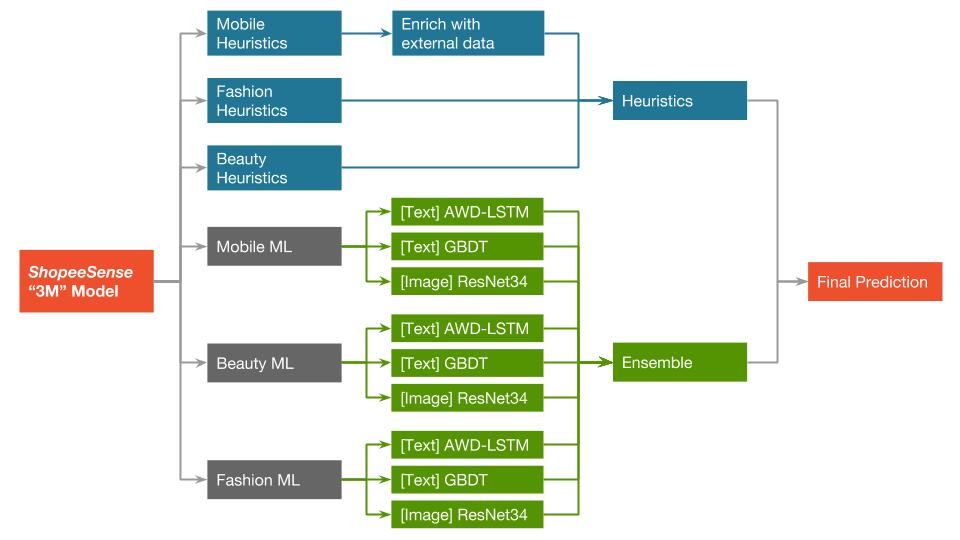 Mobile
Heuristics
Enrich with
external data
Fashion
Heuristics
Heuristics
Beauty
Heuristics
[Text] AWD-LSTM
Mobile ML
[Text] GBDT
[Image] ResNet34
ShopeeSense
“3M” Model
Final Prediction
[Text] AWD-LSTM
Beauty ML
[Text] GBDT
Ensemble
[Image] ResNet34
[Text] AWD-LSTM
Fashion ML
[Text] GBDT
[Image] ResNet34